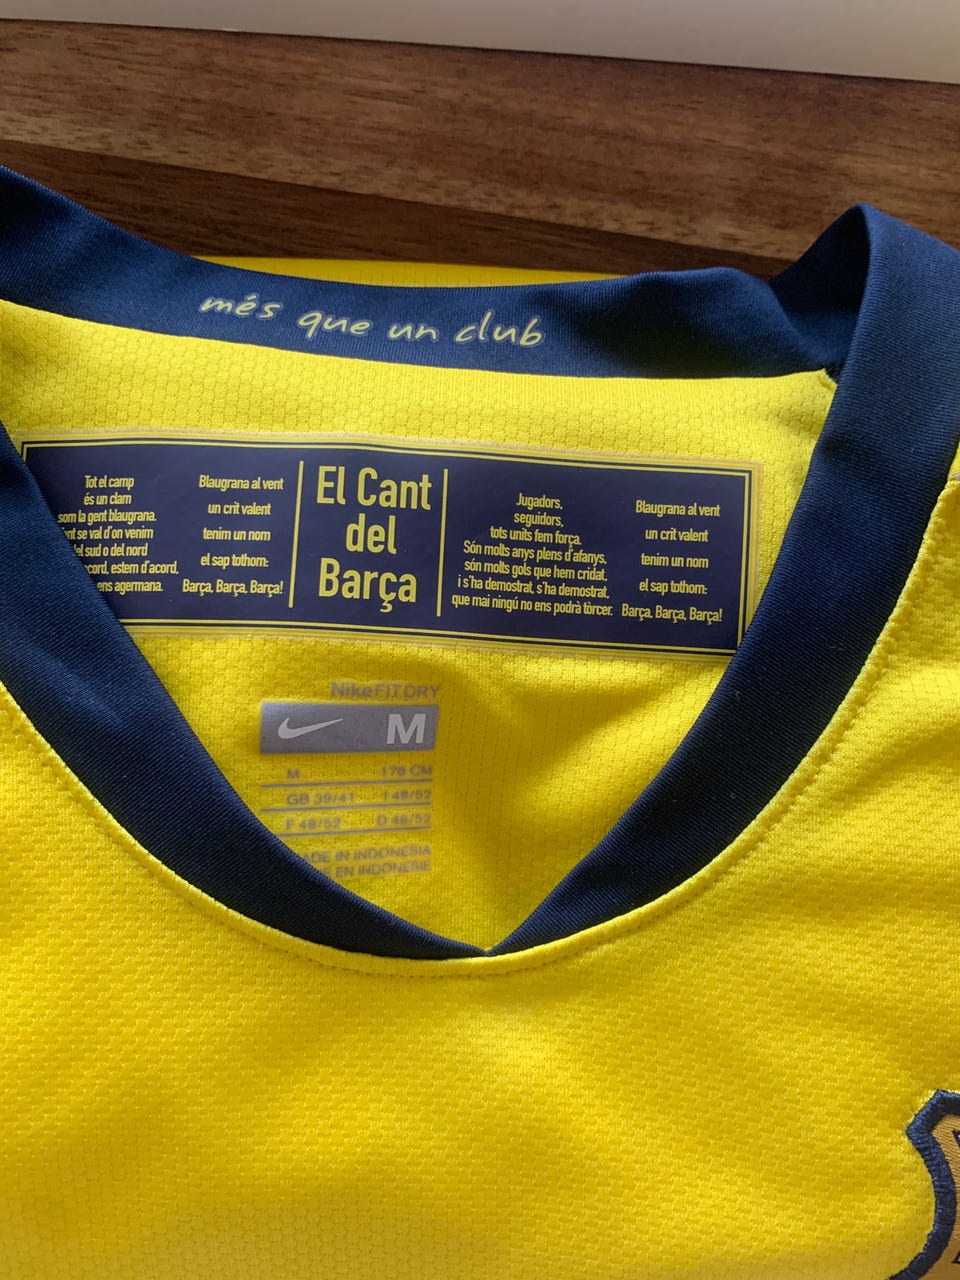 més que un club
Tot el camp
és un clam
som la gent blaugrana.
se val d'on venim
del sud o del nord
d'acord, estem d'acord,
ens agermana.
Blaugrana al vent
un crit valent
tenim un nom
el sap tothom:
Barça, Barça, Barça!
El Cant
del
Barça
Jugadors,
seguidors,
tots units fem força.
Són molts anys plens d'afanys,
són molts gols que hem cridat,
i s'ha demostrat, s'ha demostrat,
que mai ningú no ens podrà tòrcer.
Blaugrana al vent
un crit valent
tenim un nom
el sap tothom:
Barça, Barça, Barça!
NikeFIT DRY
M
M 178 CM
GB 39/41 I 48/52
F 48/52 D 48/52
MADE IN INDONESIA
EN INDONESIE